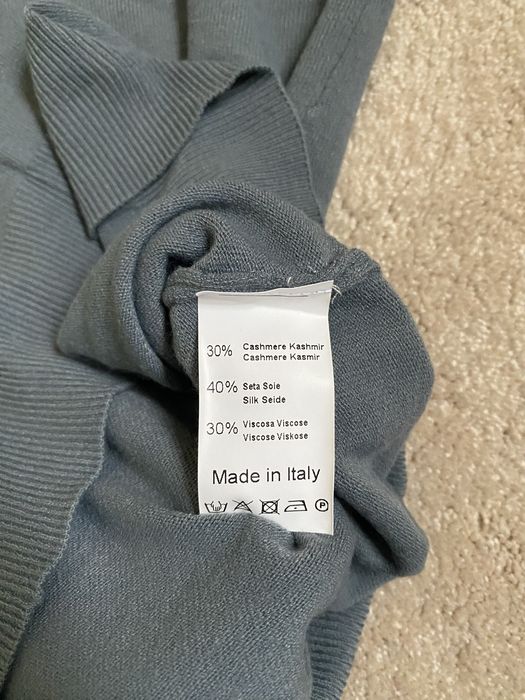 30% Cashmere Kashmir
Cashmere Kasmir
40% Seta Soie
Silk Seide
30% Viscosa Viscose
Viscose Viskose
Made in Italy
P